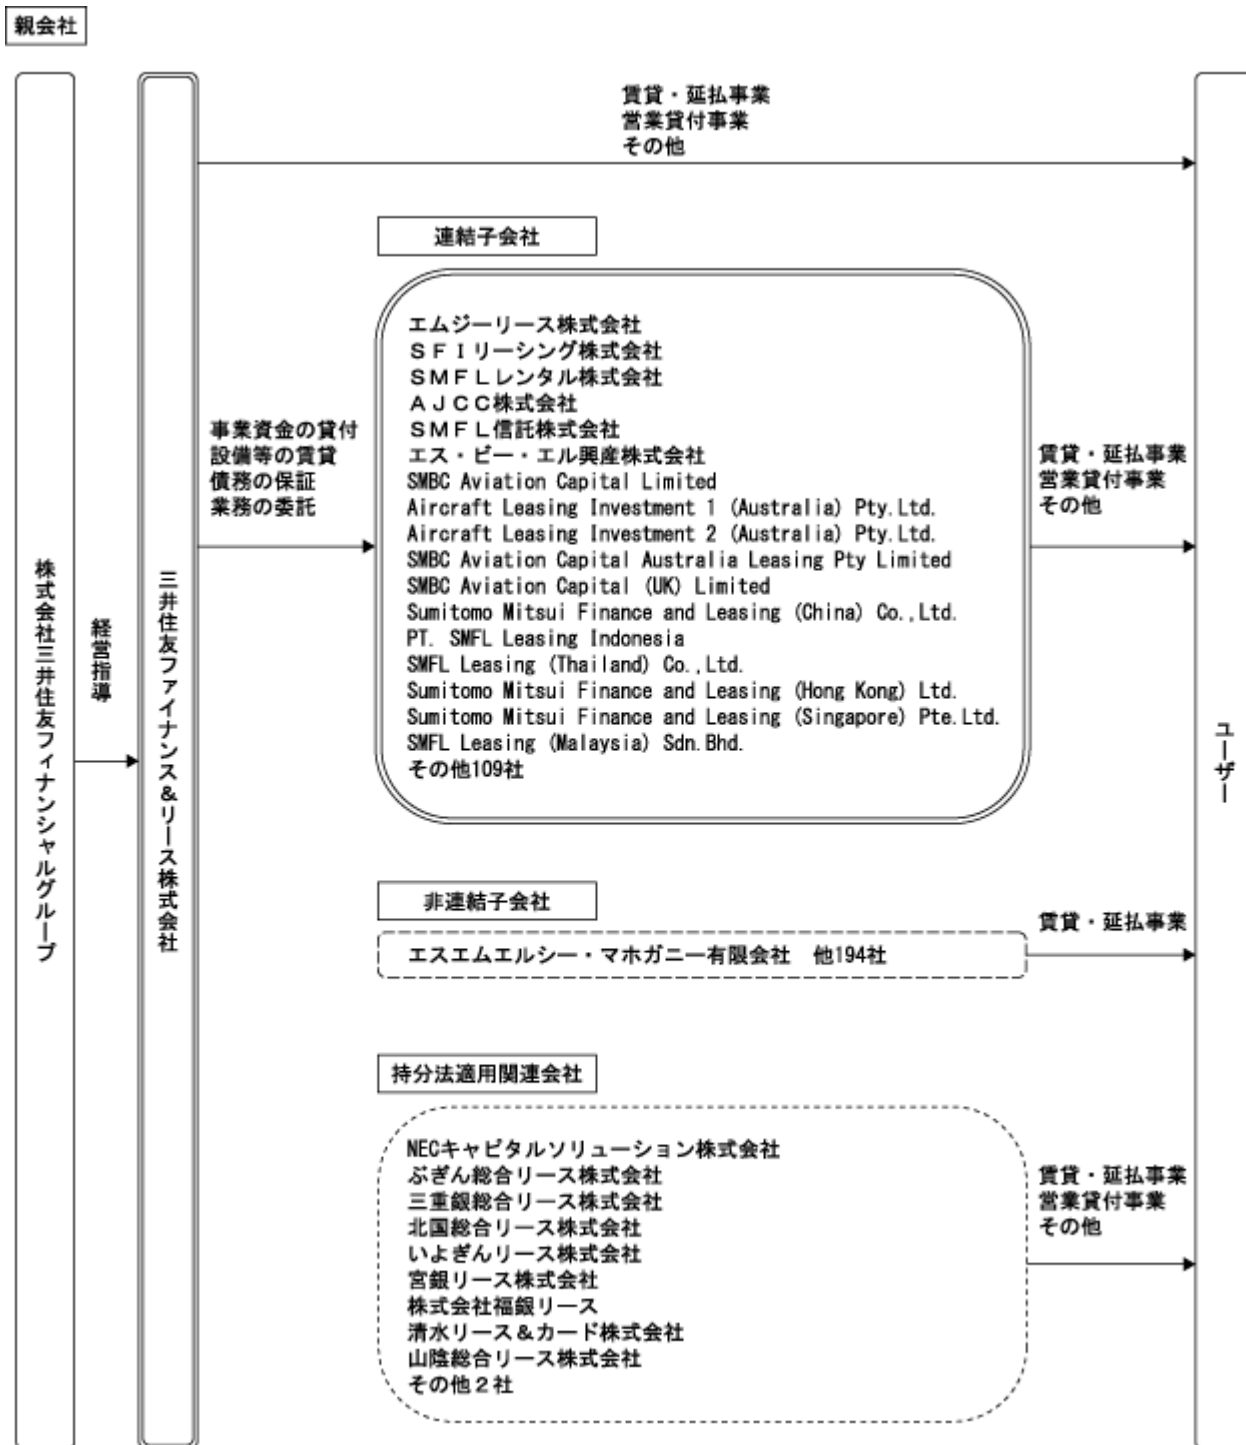 親会社
株式会社三井住友フィナンシャルグループ
経営指導
三井住友ファイナンス&リース株式会社
賃貸・延払事業
営業貸付事業
その他
連結子会社
事業資金の貸付
設備等の賃貸
債務の保証
業務の委託
エムジーリース株式会社
ＳＦＩリーシング株式会社
ＳＭＦＬレンタル株式会社
ＡＪＣＣ株式会社
ＳＭＦＬ信託株式会社
エス・ビー・エル興産株式会社
SMBC Aviation Capital Limited
Aircraft Leasing Investment 1 (Australia) Pty.Ltd.
Aircraft Leasing Investment 2 (Australia) Pty.Ltd.
SMBC Aviation Capital Australia Leasing Pty Limited
SMBC Aviation Capital (UK) Limited
Sumitomo Mitsui Finance and Leasing (China) Co.,Ltd.
PT. SMFL Leasing Indonesia
SMFL Leasing (Thailand) Co.,Ltd.
Sumitomo Mitsui Finance and Leasing (Hong Kong) Ltd.
Sumitomo Mitsui Finance and Leasing (Singapore) Pte.Ltd.
SMFL Leasing (Malaysia) Sdn.Bhd.
その他109社
賃貸・延払事業
営業貸付事業
その他
ユーザー
非連結子会社
エスエムエルシー・マホガニー有限会社　他194社
賃貸・延払事業
持分法適用関連会社
NECキャピタルソリューション株式会社
ぶぎん総合リース株式会社
三重銀総合リース株式会社
北国総合リース株式会社
いよぎんリース株式会社
宮銀リース株式会社
株式会社福銀リース
清水リース＆カード株式会社
山陰総合リース株式会社
その他２社
賃貸・延払事業
営業貸付事業
その他